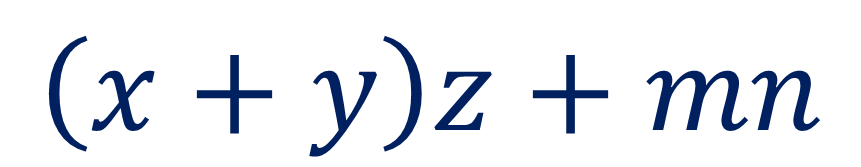 (x + y)z + mn